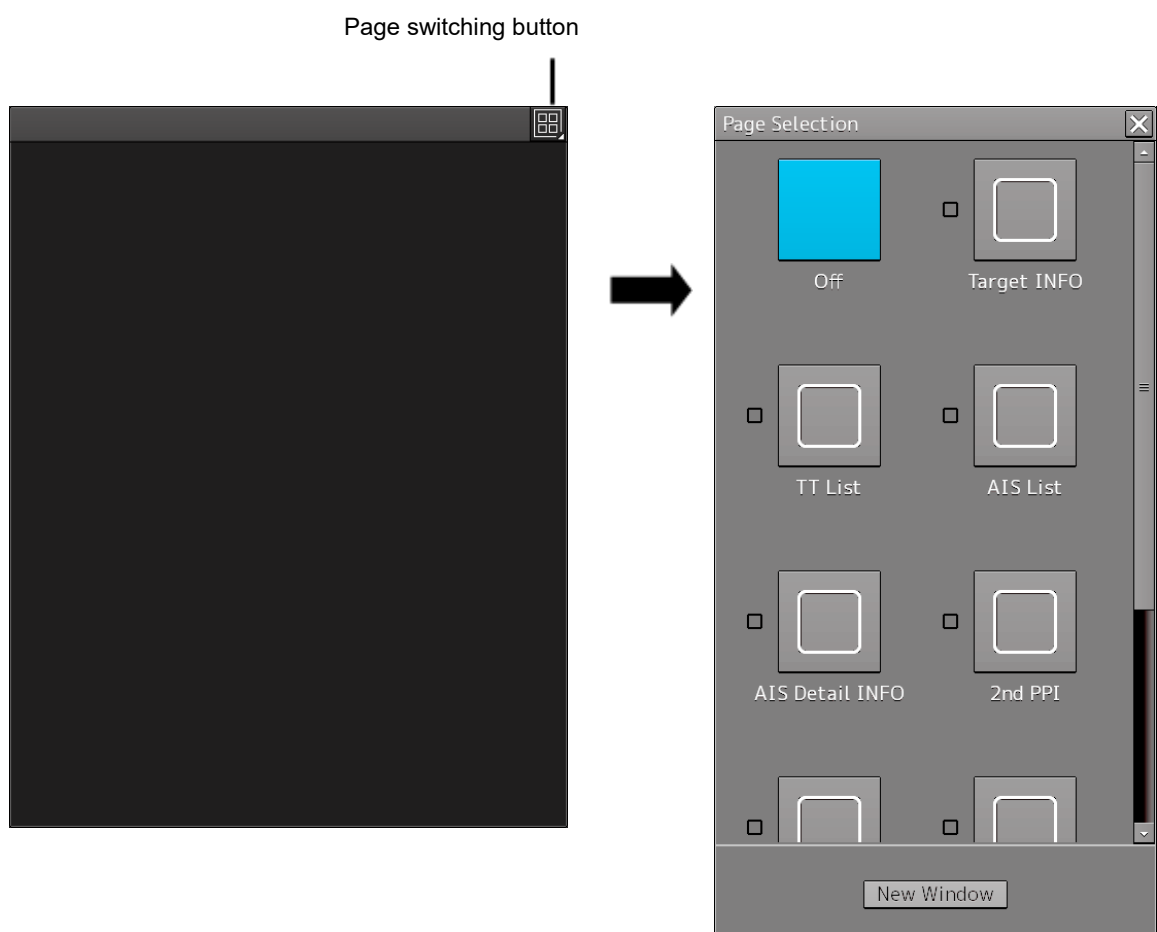 Page switching button
Page Selection
Off
Target INFO
TT List
AIS List
AIS Detail INFO
2nd PPI
New Window